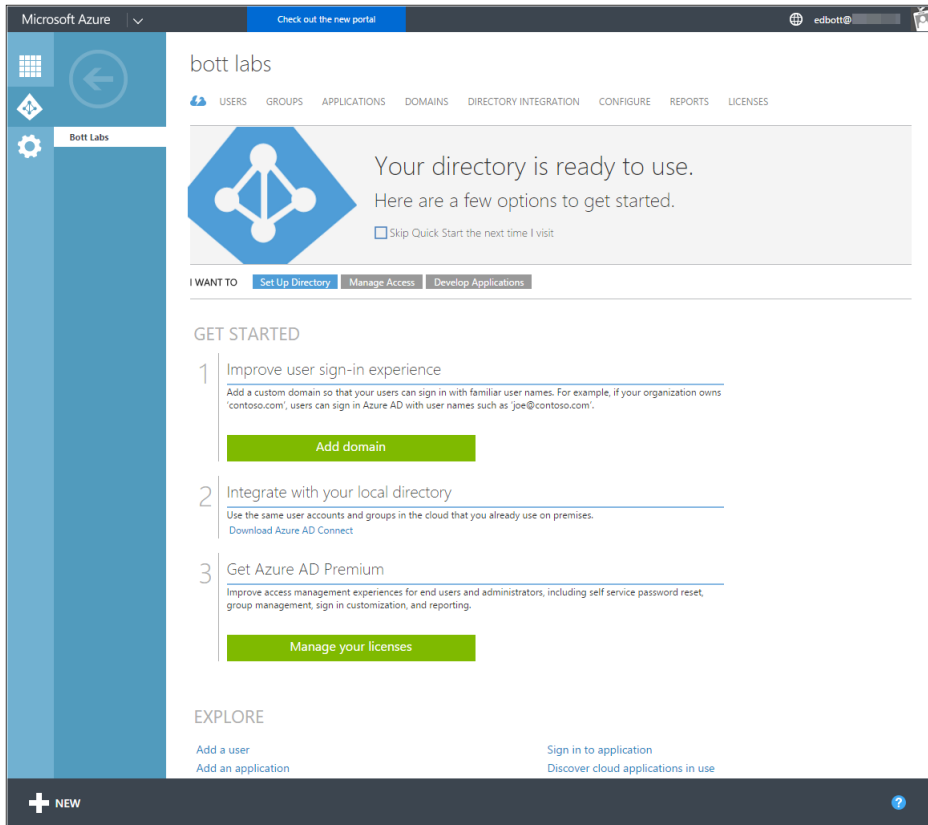 Microsoft Azure
Check out the new portal
edbott@
bott labs
USERS GROUPS APPLICATIONS DOMAINS DIRECTORY INTEGRATION CONFIGURE REPORTS LICENSES
Bott Labs
Your directory is ready to use.
Here are a few options to get started.
Skip Quick Start the next time I visit
I WANT TO Set Up Directory Manage Access Develop Applications
GET STARTED
1 Improve user sign-in experience
Add a custom domain so that your users can sign in with familiar user names. For example, if your organization owns
'contoso.com', users can sign in Azure AD with user names such as 'joe@contoso.com'.
Add domain
2 Integrate with your local directory
Use the same user accounts and groups in the cloud that you already use on premises.
Download Azure AD Connect
3 Get Azure AD Premium
Improve access management experiences for end users and administrators, including self service password reset,
group management, sign in customization, and reporting.
Manage your licenses
EXPLORE
Add a user
Add an application
Sign in to application
Discover cloud applications in use
NEW
?